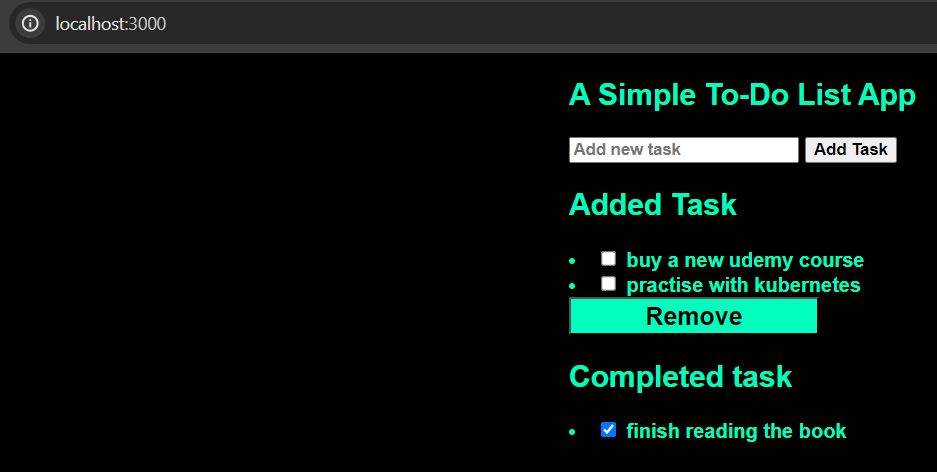 localhost:3000
A Simple To-Do List App
Add new task Add Task
Added Task
• buy a new udemy course
• practise with kubernetes
Remove
Completed task
• finish reading the book